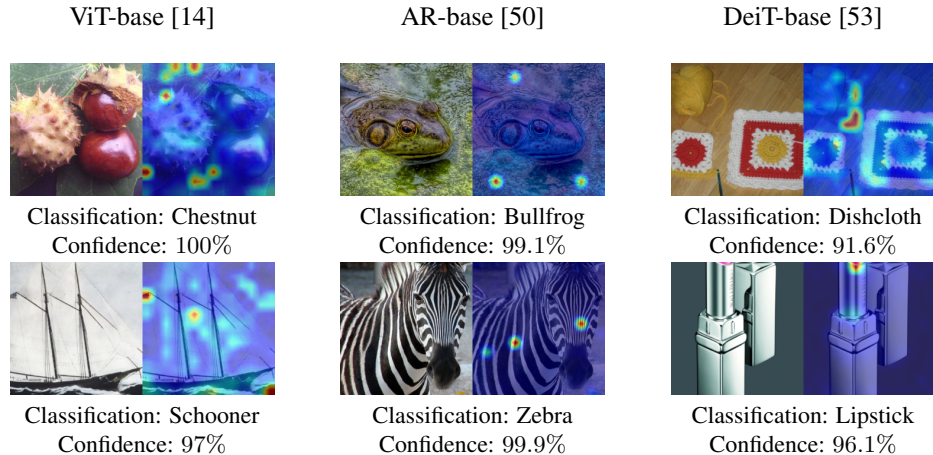 ViT-base [14] AR-base [50] DeiT-base [53]
Classification: Chestnut
Confidence: 100%
Classification: Bullfrog
Confidence: 99.1%
Classification: Dishcloth
Confidence: 91.6%
Classification: Schooner
Confidence: 97%
Classification: Zebra
Confidence: 99.9%
Classification: Lipstick
Confidence: 96.1%